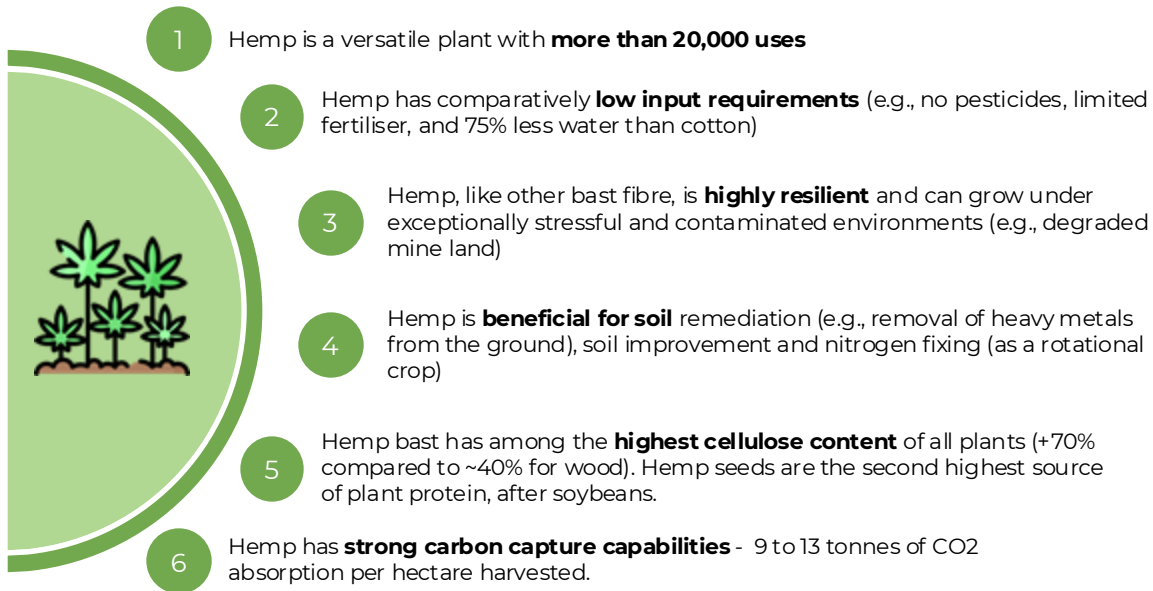 1
Hemp is a versatile plant with more than 20,000 uses
2
Hemp has comparatively low input requirements (e.g., no pesticides, limited
fertiliser, and 75% less water than cotton)
3
Hemp, like other bast fibre, is highly resilient and can grow under
exceptionally stressful and contaminated environments (e.g., degraded
mine land)
4
Hemp is beneficial for soil remediation (e.g., removal of heavy metals
from the ground), soil improvement and nitrogen fixing (as a rotational
crop)
5
Hemp bast has among the highest cellulose content of all plants (+70%
compared to ~40% for wood). Hemp seeds are the second highest source
of plant protein, after soybeans.
6
Hemp has strong carbon capture capabilities - 9 to 13 tonnes of CO2
absorption per hectare harvested.